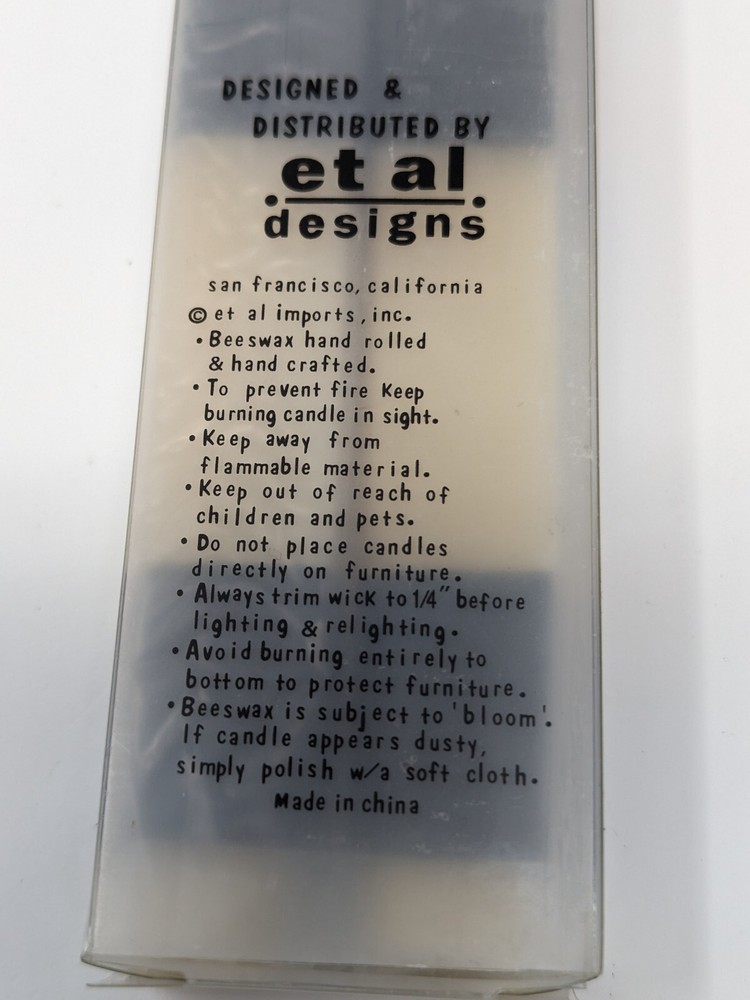 DESIGNED &
DISTRIBUTED BY
et al
designs
san francisco, california
© et al imports, inc.
• Beeswax hand rolled
& hand crafted.
• To prevent fire Keep
burning candle in sight.
• Keep away from
flammable material.
• Keep out of reach of
children and pets.
• Do not place candles
directly on furniture.
• Always trim wick to 1/4" before
lighting & relighting.
• Avoid burning entirely to
bottom to protect furniture.
• Beeswax is subject to 'bloom'.
If candle appears dusty,
simply polish w/a soft cloth.
Made in china